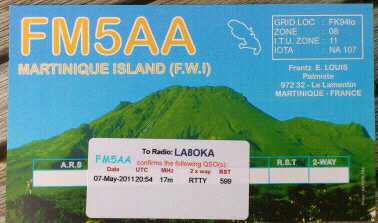 FM5AA
MARTINIQUE ISLAND (F.W.I)
GRID.LOC : FK94lo
ZONE : 08
I.T.U ZONE : 11
IOTA : NA 107
Frantz E. LOUIS
Palmiste
972 32 - Le Lamentin
MARTINIQUE - FRANCE
A.R.S
R.S.T 2-WAY
To Radio: LA8OKA
FM5AA confirms the following QSO(s):
Date UTC MHz 2 x way RST
07-May-2011 20:54 17m RTTY 599